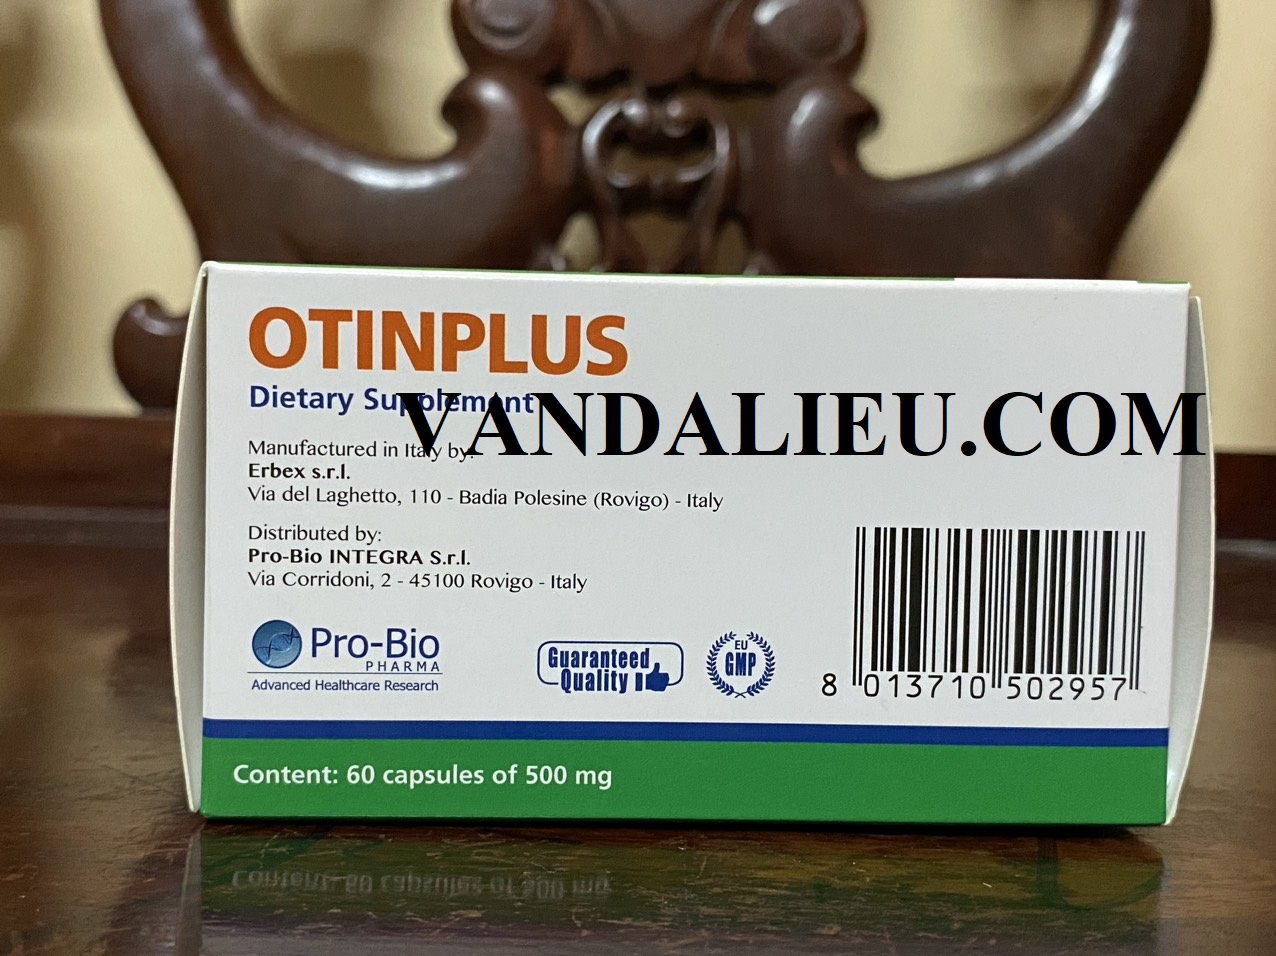 OTINPLUS
Dietary Supplement
VANDALIEU.COM
Manufactured in Italy by:
Erbex s.r.l.
Via del Laghetto, 110 - Badia Polesine (Rovigo) - Italy
Distributed by:
Pro-Bio INTEGRA S.r.l.
Via Corridoni, 2 - 45100 Rovigo - Italy
Pro-Bio
PHARMA
Advanced Healthcare Research
Guaranteed
Quality
EU
GMP
8 013710 502957
Content: 60 capsules of 500 mg